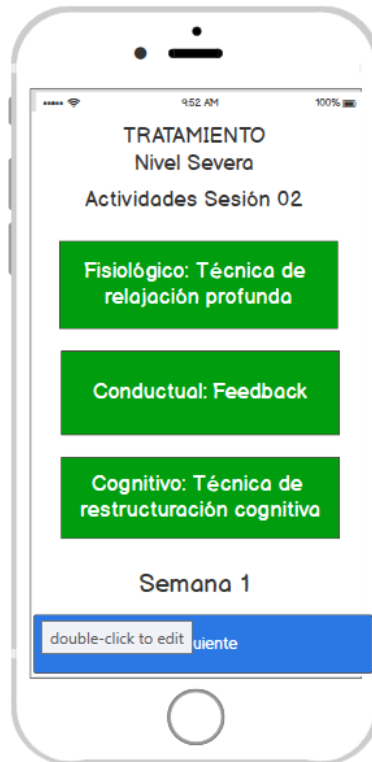 9:52 AM 100%
TRATAMIENTO
Nivel Severa
Actividades Sesión 02
Fisiológico: Técnica de
relajación profunda
Conductual: Feedback
Cognitivo: Técnica de
restructuración cognitiva
Semana 1
double-click to edit uiente